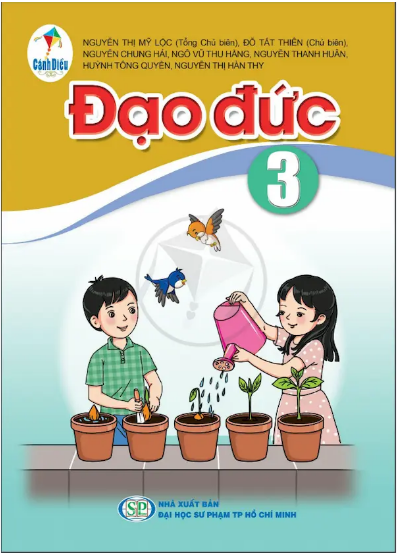 NGUYỄN THỊ MỸ LỘC (Tổng Chủ biên), ĐỖ TẤT THIÊN (Chủ biên),
NGUYỄN CHUNG HẢI, NGÔ VŨ THU HẰNG, NGUYỄN THANH HUÂN,
HUỲNH TÔNG QUYỀN, NGUYỄN THỊ HÀN THY
Cánh Diều
Đạo đức
3
SP
NHÀ XUẤT BẢN
ĐẠI HỌC SƯ PHẠM TP HỒ CHÍ MINH